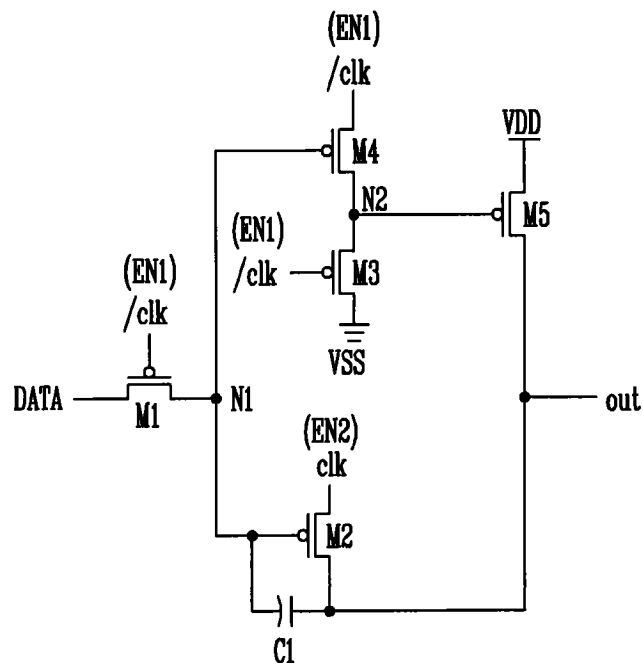 (EN1)
/clk
M4
VDD
N2
M5
(EN1)
/clk
M3
(EN1)
/clk
VSS
DATA
M1
N1
out
(EN2)
clk
M2
C1